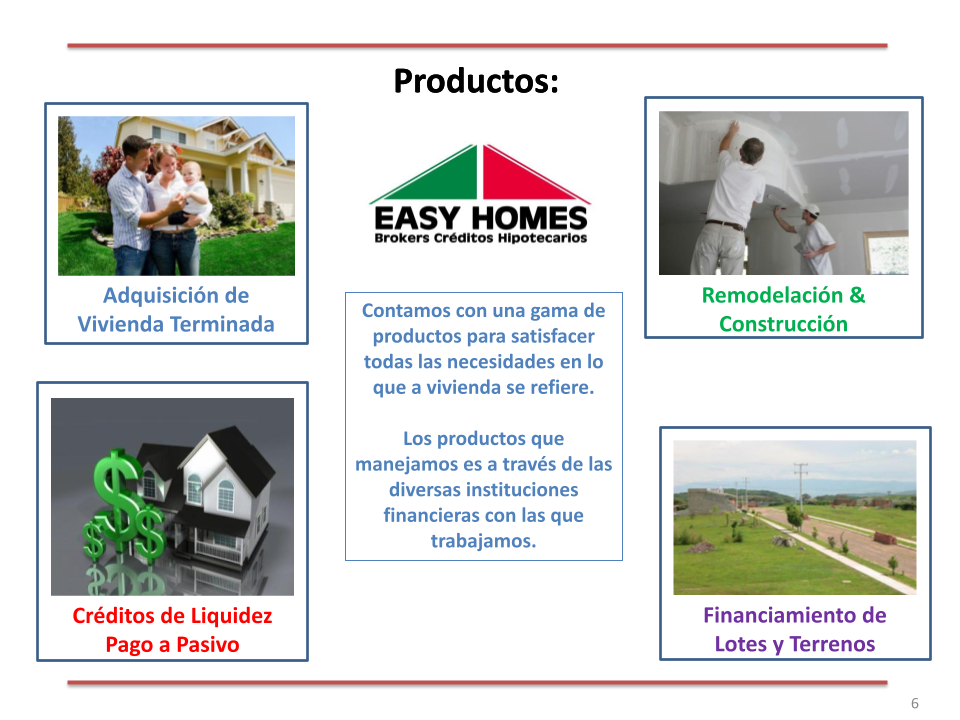 Productos:
EASY HOMES
Brokers Créditos Hipotecarios
Adquisición de
Vivienda Terminada
Remodelación &
Construcción
Contamos con una gama de
productos para satisfacer
todas las necesidades en lo
que a vivienda se refiere.
Los productos que
manejamos es a través de las
diversas instituciones
financieras con las que
trabajamos.
Créditos de Liquidez
Pago a Pasivo
Financiamiento de
Lotes y Terrenos
6